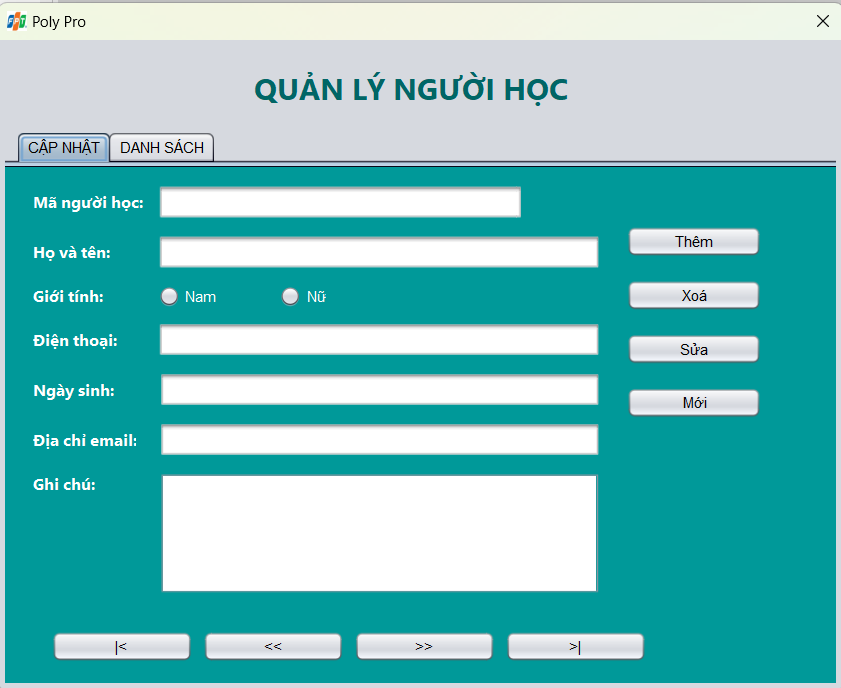 FPT Poly Pro
QUẢN LÝ NGƯỜI HỌC
CẬP NHẬT DANH SÁCH
Mã người học:
Họ và tên:
Thêm
Giới tính: Nam Nữ
Xoá
Điện thoại:
Sửa
Ngày sinh:
Mới
Địa chỉ email:
Ghi chú:
|< << >> >|